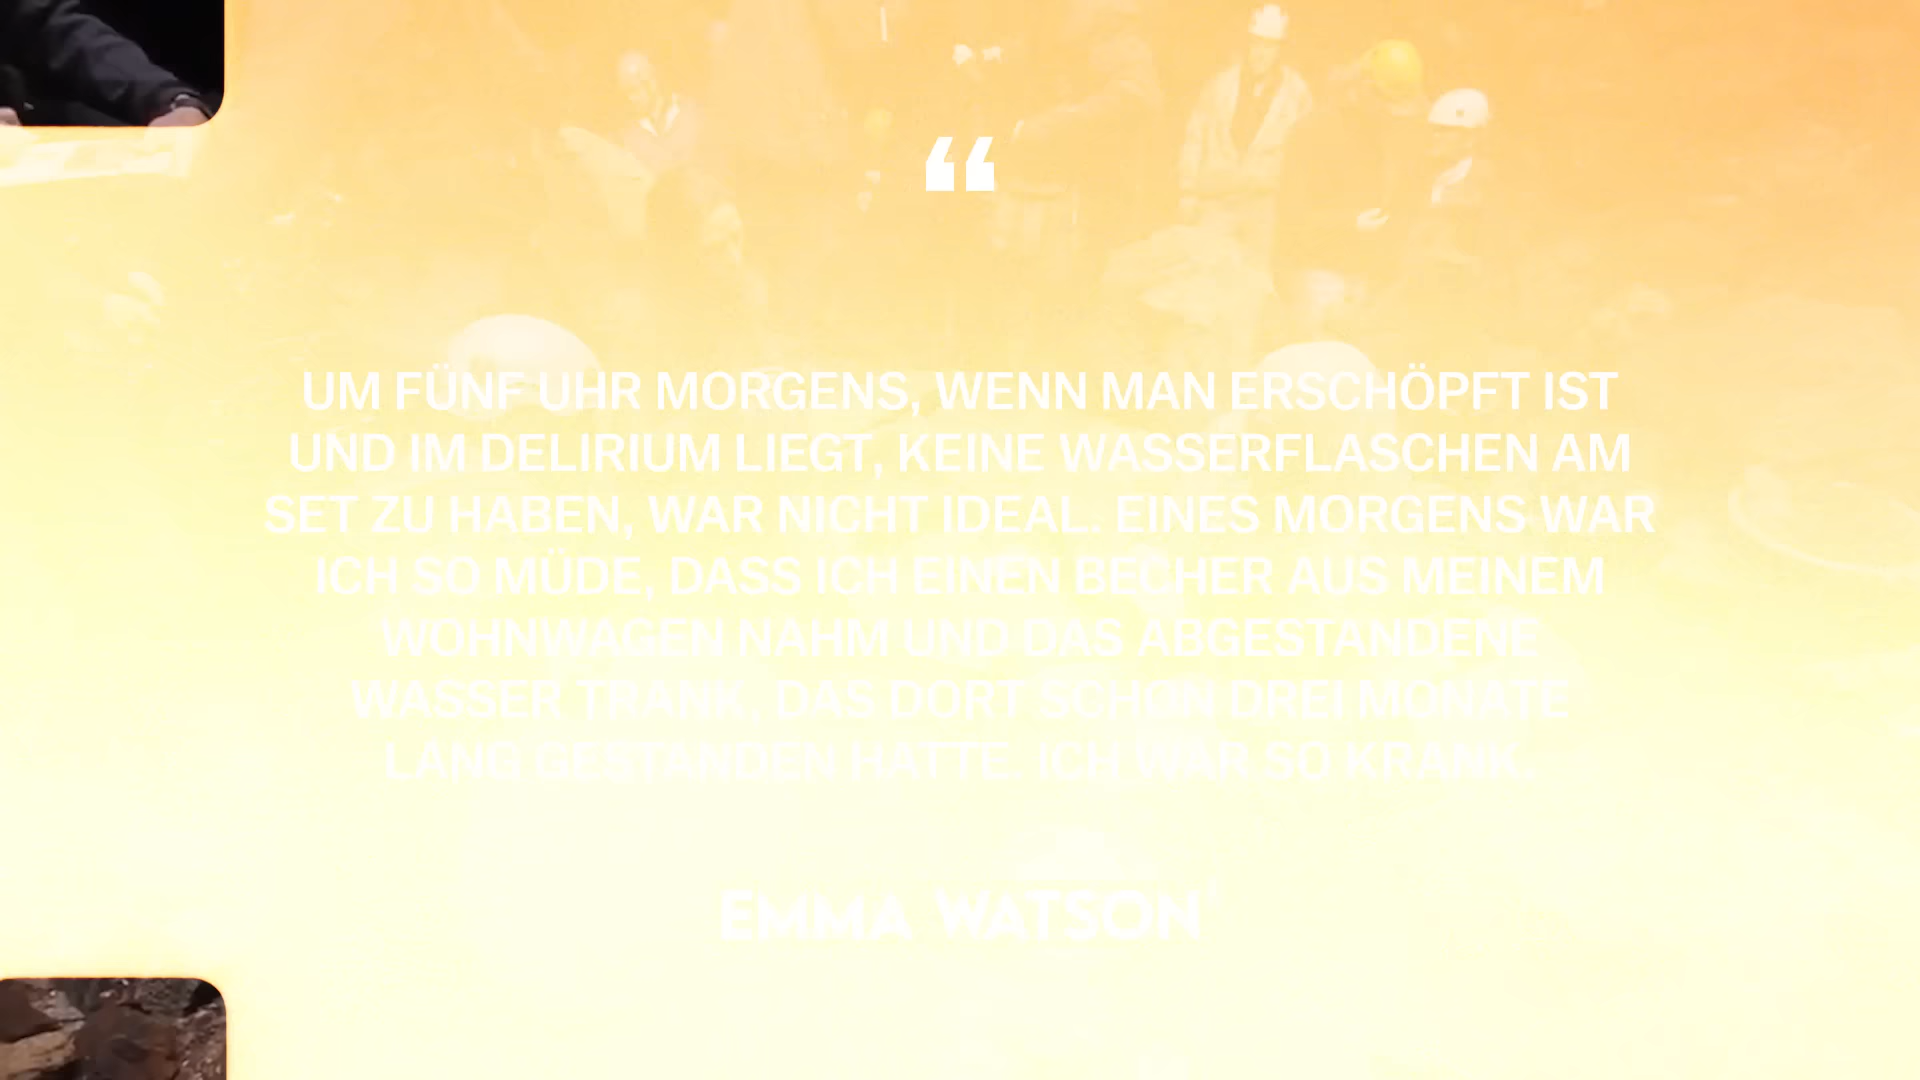 “
UM FÜNF UHR MORGENS, WENN MAN ERSCHÖPFT IST
UND IM DELIRIUM LIEGT, KEINE WASSERFLASCHEN AM
SET ZU HABEN, WAR NICHT IDEAL. EINES MORGENS WAR
ICH SO MÜDE, DASS ICH EINEN BECHER AUS MEINEM
WOHNWAGEN NAHM UND DAS ABGESTANDENE
WASSER TRANK, DAS DORT SCHON DREI MONATE
LANG GESTANDEN HATTE. ICH WAR SO KRANK.
EMMA WATSON